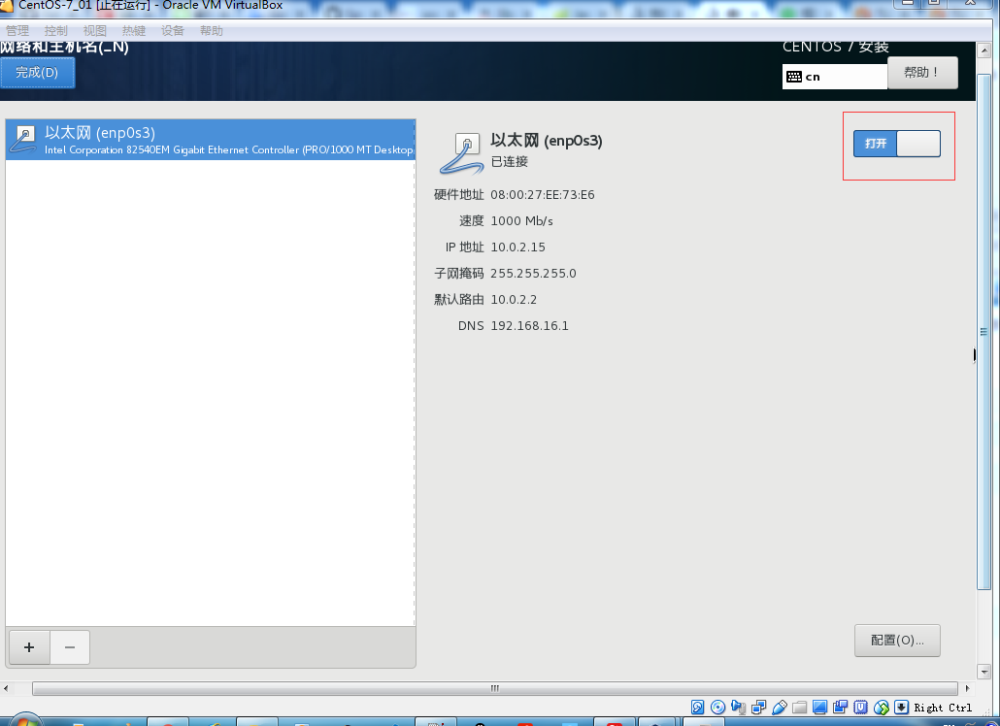 CentOS-7_01 [正在运行] - Oracle VM VirtualBox
管理 控制 视图 热键 设备 帮助
网络和主机名(_N)
CENTOS 7 安装
完成(D)
cn
帮助！
以太网 (enp0s3)
Intel Corporation 82540EM Gigabit Ethernet Controller (PRO/1000 MT Desktop
以太网 (enp0s3)
已连接
打开
硬件地址 08:00:27:EE:73:E6
速度 1000 Mb/s
IP 地址 10.0.2.15
子网掩码 255.255.255.0
默认路由 10.0.2.2
DNS 192.168.16.1
+ −
配置(O)...
Right Ctrl